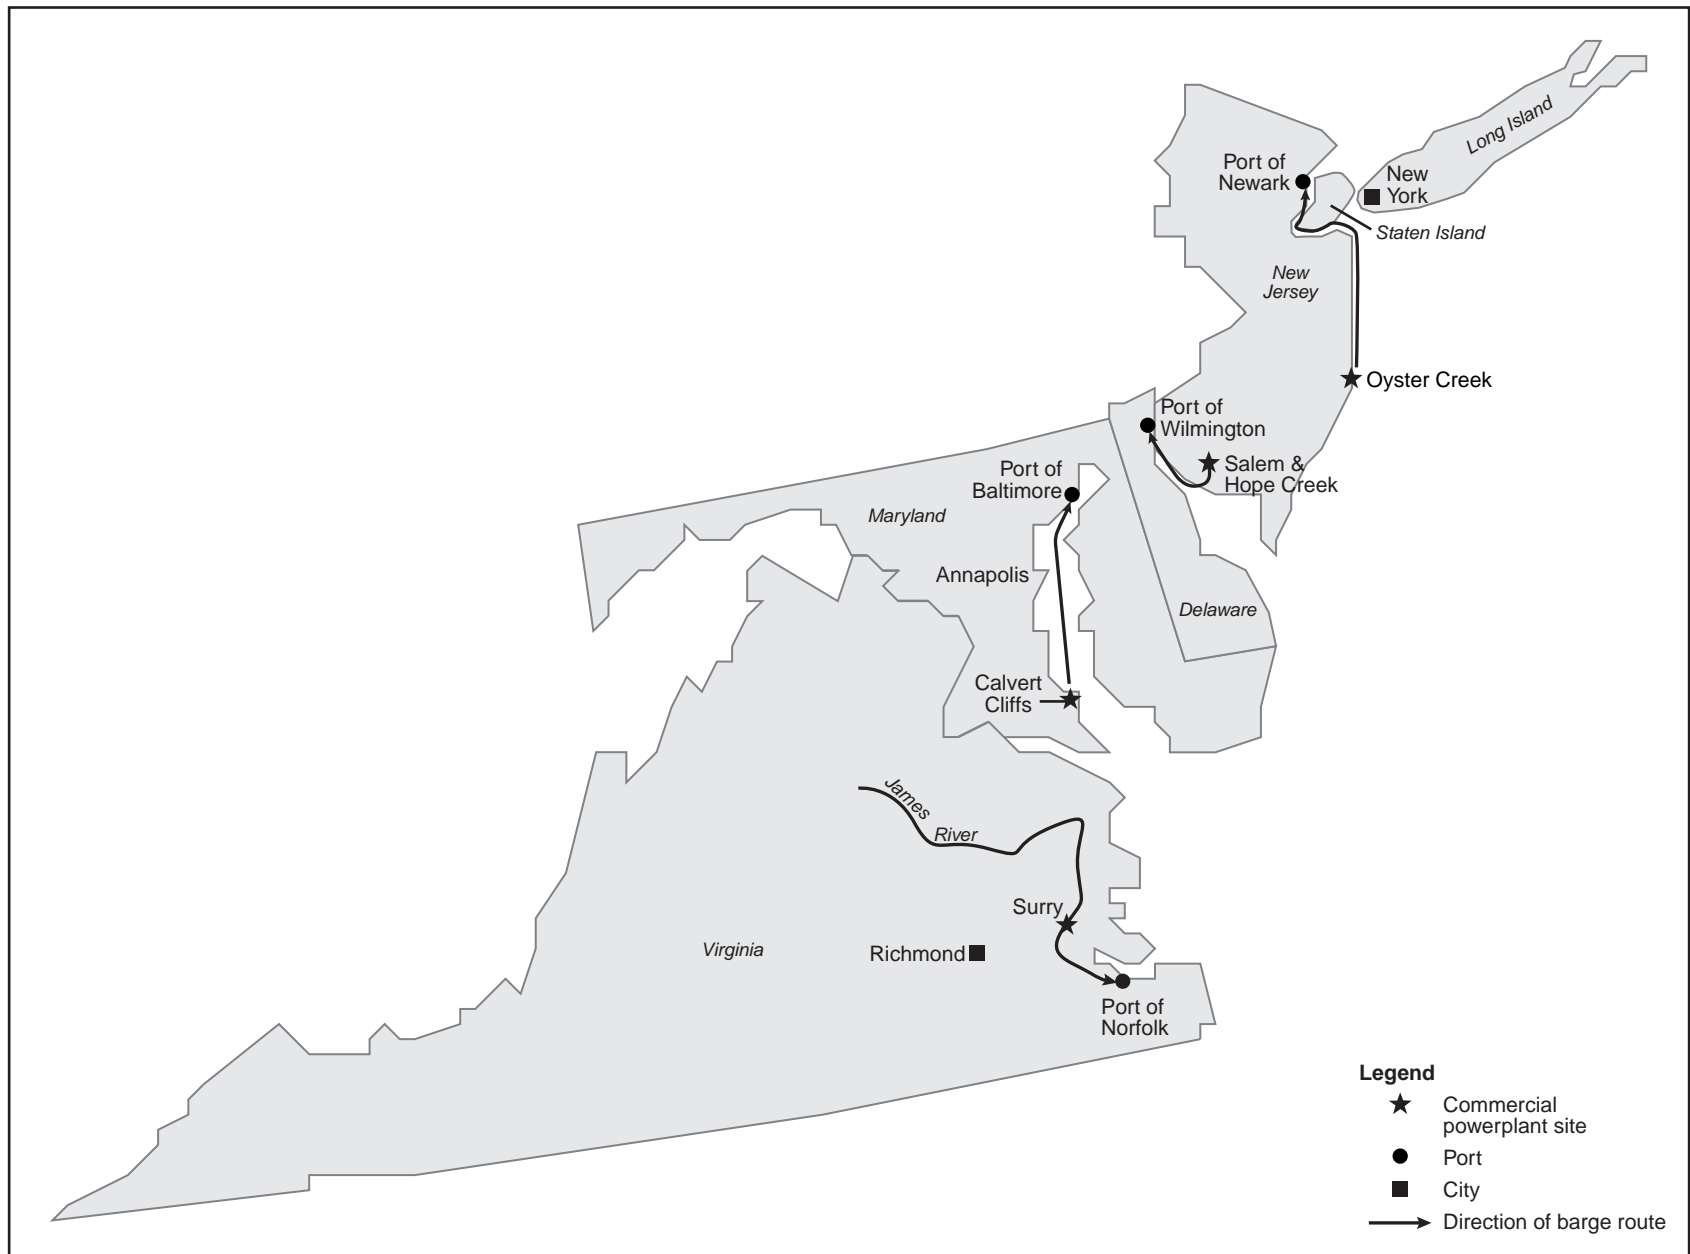 Long Island
Port of
Newark
New
York
Staten Island
New
Jersey
Oyster Creek
Port of
Wilmington
Salem &
Hope Creek
Port of
Baltimore
Maryland
Annapolis
Delaware
Calvert
Cliffs
James
River
Surry
Virginia
Richmond
Port of
Norfolk
Legend
Commercial
powerplant site
Port
City
Direction of barge route